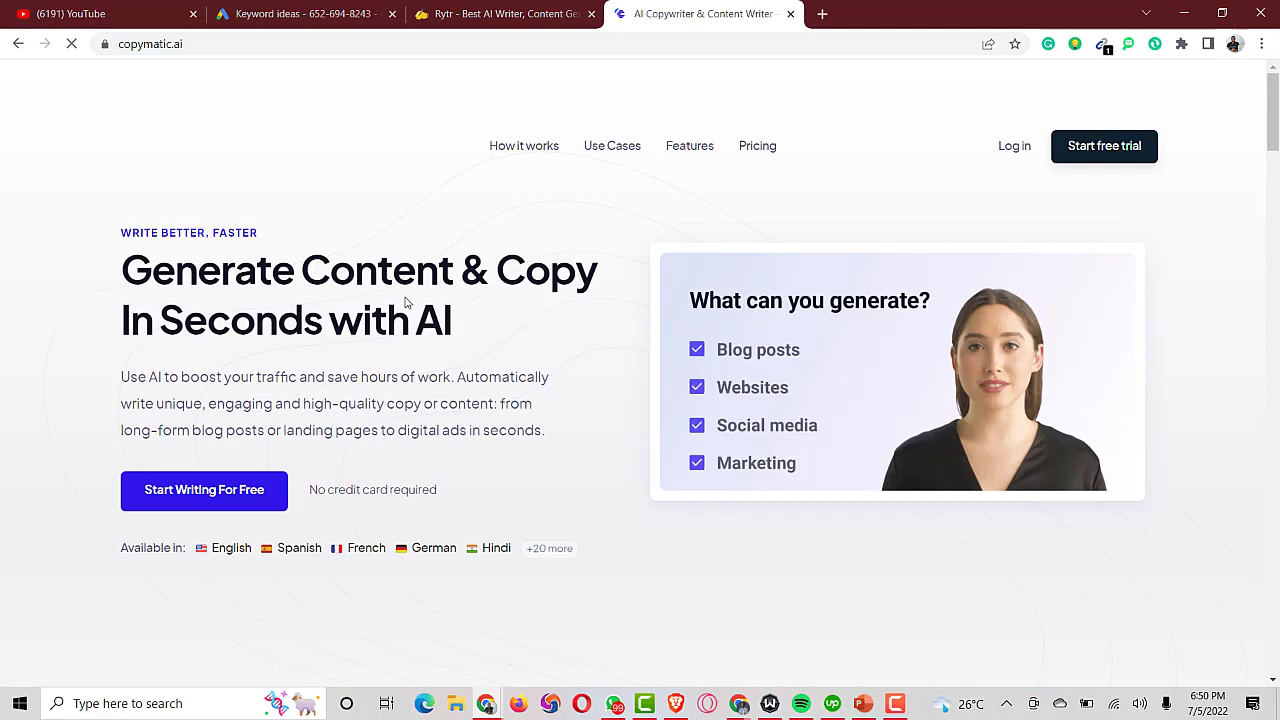 (6191) YouTube
Keyword ideas - 652-694-8243 -
Rytr - Best AI Writer, Content Ge
AI Copywriter & Content Writer -
copymatic.ai
1
How it works
Use Cases
Features
Pricing
Log in
Start free trial
WRITE BETTER, FASTER
Generate Content & Copy
In Seconds with AI
Use AI to boost your traffic and save hours of work. Automatically
write unique, engaging and high-quality copy or content: from
long-form blog posts or landing pages to digital ads in seconds.
Start Writing For Free
No credit card required
Available in:
English
Spanish
French
German
Hindi
+20 more
What can you generate?
Blog posts
Websites
Social media
Marketing
Type here to search
99
26°C
6:50 PM
7/5/2022